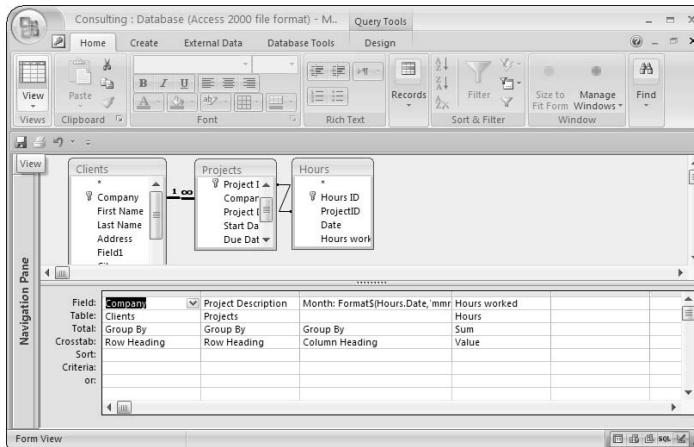 Consulting : Database (Access 2000 file format) - M..
Query Tools
Home
Create
External Data
Database Tools
Design
View
Views
Paste
Clipboard
B I U
Font
Rich Text
Records
Filter
Sort & Filter
Size to Fit Form
Manage Windows
Window
Find
View
Navigation Pane
Clients
*
Company
First Name
Last Name
Address
Field1
1 ∞
Projects
Project I
Compar
Project D
Start Da
Due Dat
Hours
*
Hours ID
ProjectID
Date
Hours work
Field: Company Project Description Month: Format$(Hours.Date,'mmr Hours worked
Table: Clients Projects Hours
Total: Group By Group By Group By Sum
Crosstab: Row Heading Row Heading Column Heading Value
Sort:
Criteria:
or:
Form View
SQL